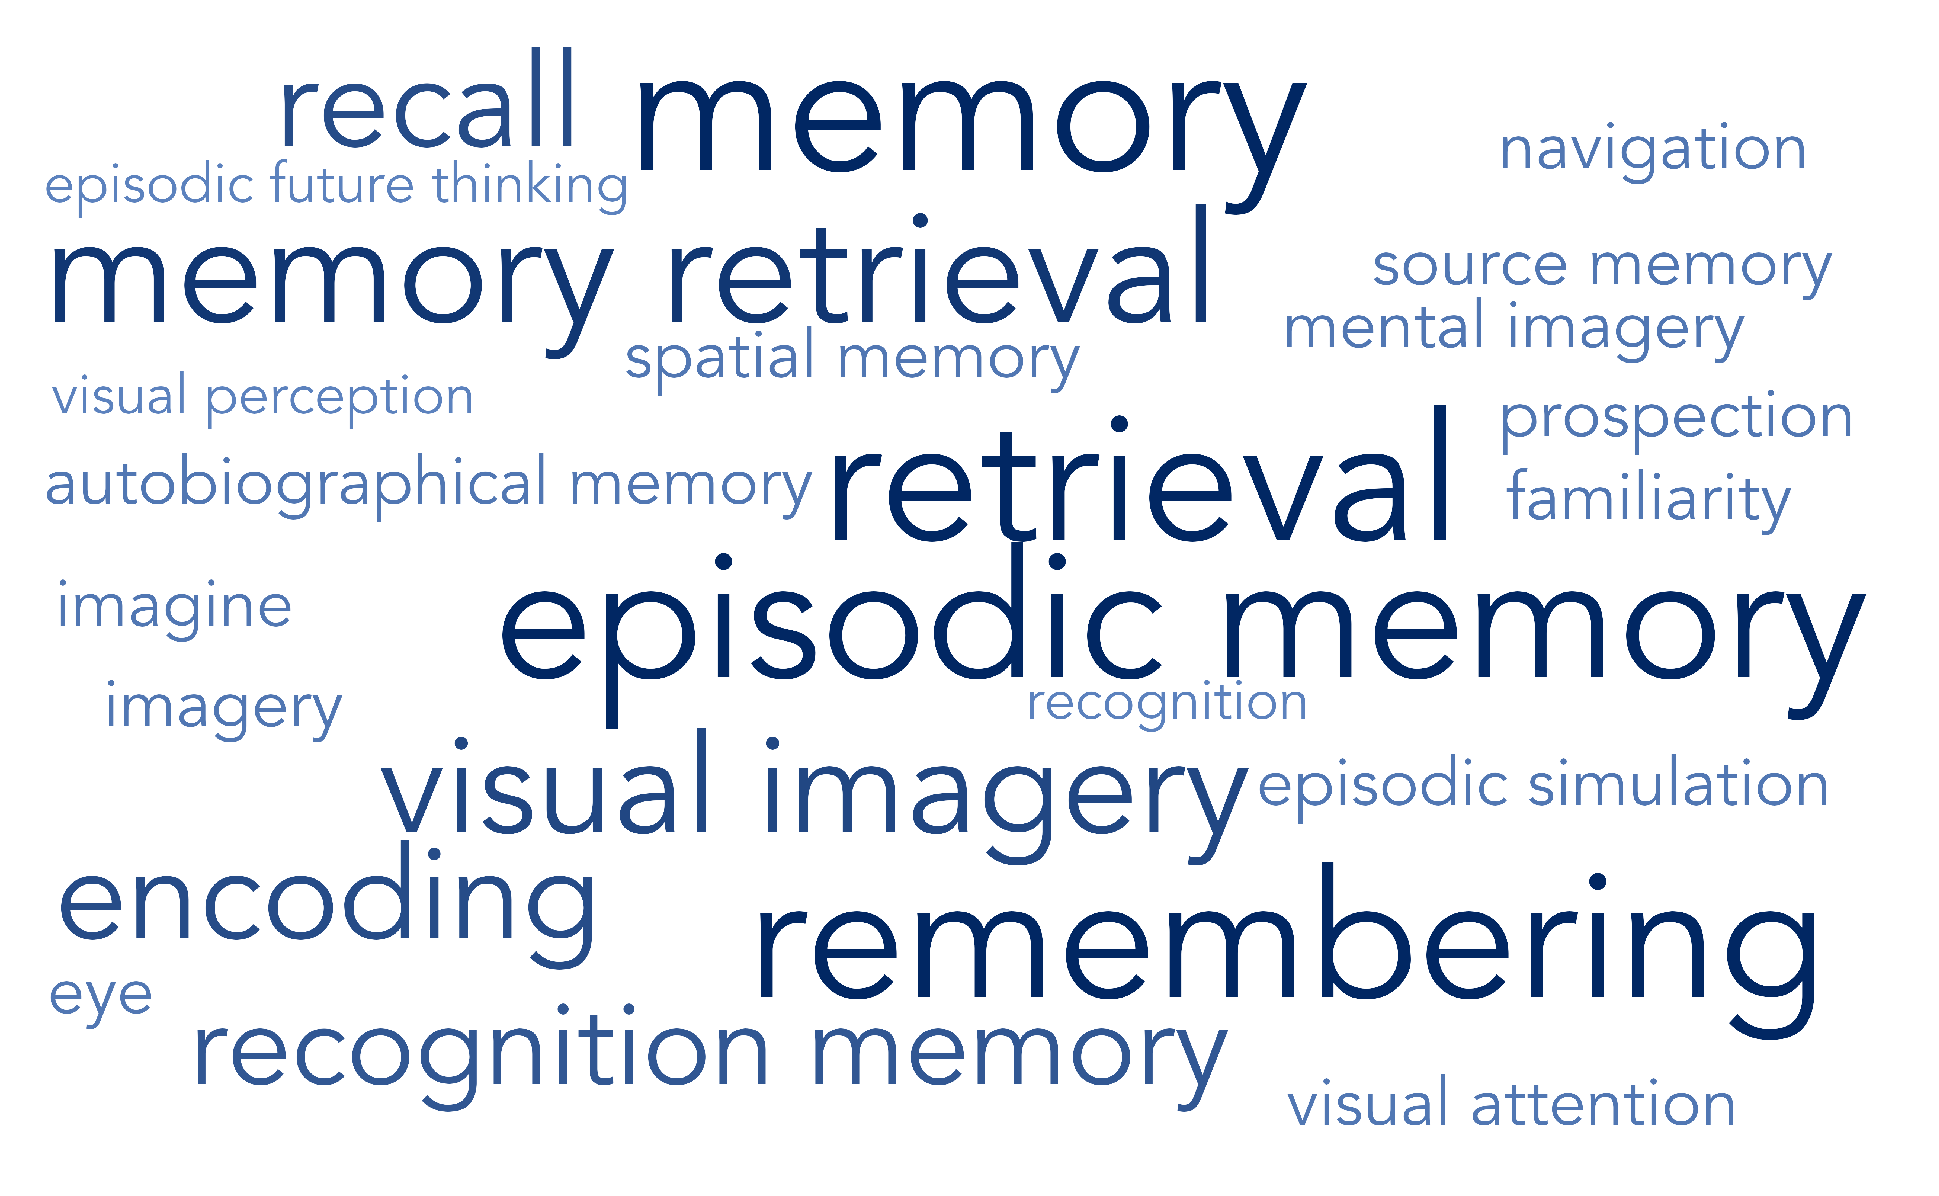 recall memory
navigation
episodic future thinking
memory retrieval
source memory
mental imagery
spatial memory
visual perception
prospection
autobiographical memory
retrieval
familiarity
imagine
episodic memory
imagery
recognition
visual imagery
episodic simulation
encoding
remembering
eye
recognition memory
visual attention